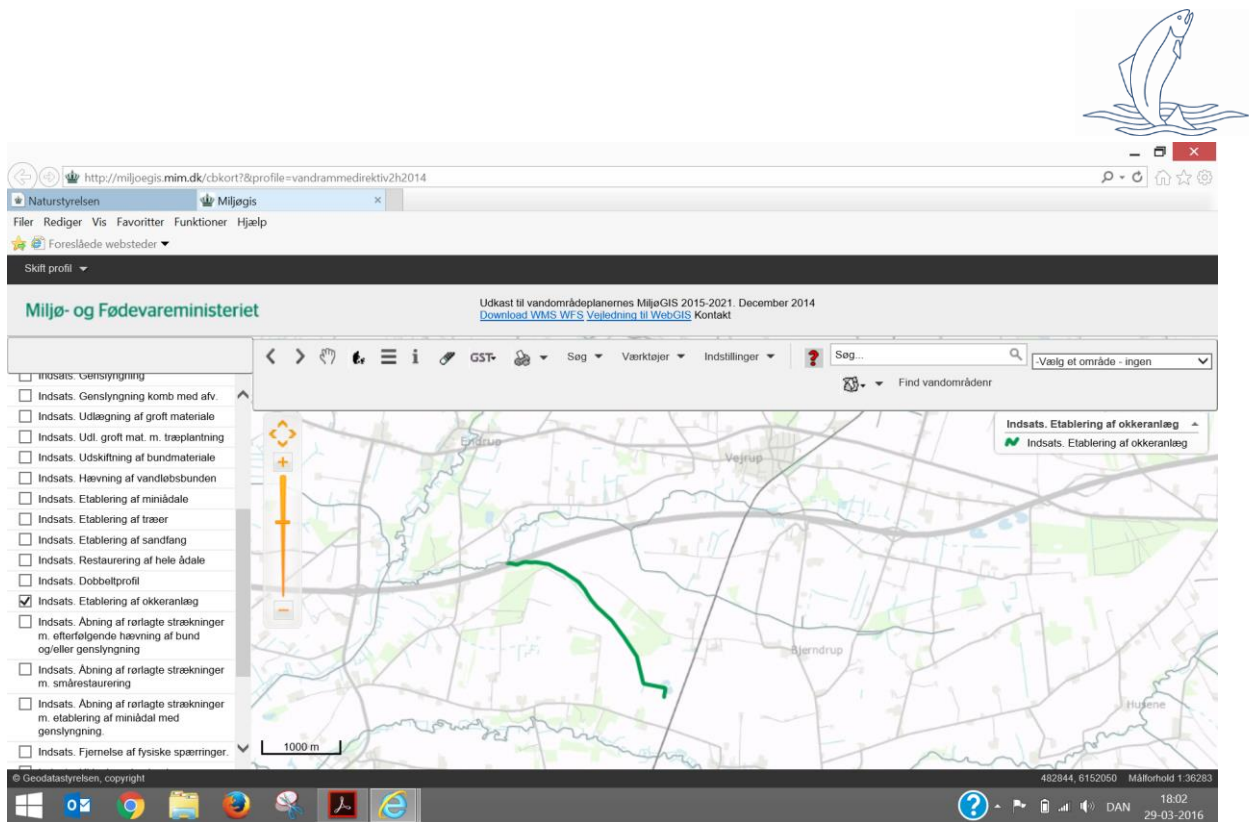 http://miljoegis.mim.dk/cbkort?&profile=vandrammedirektiv2h2014
Naturstyrelsen
Miljøgis
Filer Rediger Vis Favoritter Funktioner Hjælp
Foreslåede websteder
Skift profil
Miljø- og Fødevareministeriet
Udkast til vandområdeplanernes MiljøGIS 2015-2021. December 2014
Download WMS WFS Vejledning til WebGIS Kontakt
GST
Søg
Værktøjer
Indstillinger
Søg...
-Vælg et område - ingen
Find vandområdenr
Indsats. Genslyngning
Indsats. Genslyngning komb med afv.
Indsats. Udlægning af groft materiale
Indsats. Udl. groft mat. m. træplantning
Indsats. Udskiftning af bundmateriale
Indsats. Hævning af vandløbsbunden
Indsats. Etablering af miniådale
Indsats. Etablering af træer
Indsats. Etablering af sandfang
Indsats. Restaurering af hele ådale
Indsats. Dobbeltprofil
Indsats. Etablering af okkeranlæg
Indsats. Åbning af rørlagte strækninger
m. efterfølgende hævning af bund
og/eller genslyngning
Indsats. Åbning af rørlagte strækninger
m. smårestaurering
Indsats. Åbning af rørlagte strækninger
m. etablering af miniådal med
genslyngning.
Indsats. Fjernelse af fysiske spærringer.
Indsats. Etablering af okkeranlæg
Indsats. Etablering af okkeranlæg
Endrup
Vejrup
Bjerndrup
Husene
1000 m
© Geodatastyrelsen, copyright
482844, 6152050 Målforhold 1:36283
DAN
18:02
29-03-2016